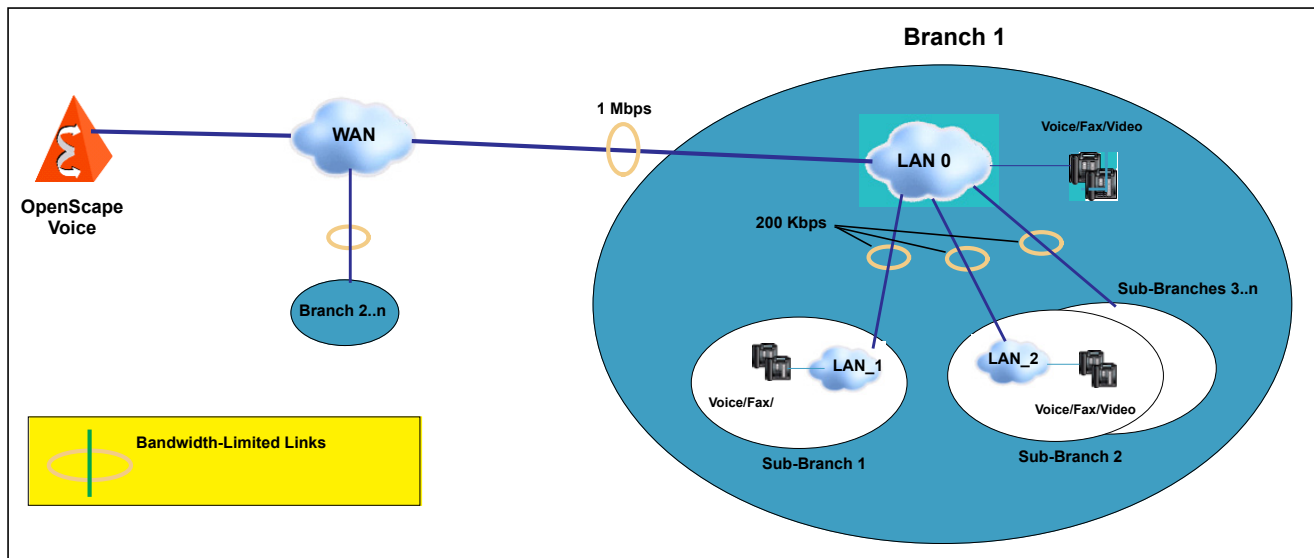 Branch 1
1 Mbps
WAN
Voice/Fax/Video
LAN 0
OpenScape
Voice
200 Kbps
Sub-Branches 3..n
Branch 2..n
LAN_1
LAN_2
Voice/Fax/
Voice/Fax/Video
Bandwidth-Limited Links
Sub-Branch 1
Sub-Branch 2